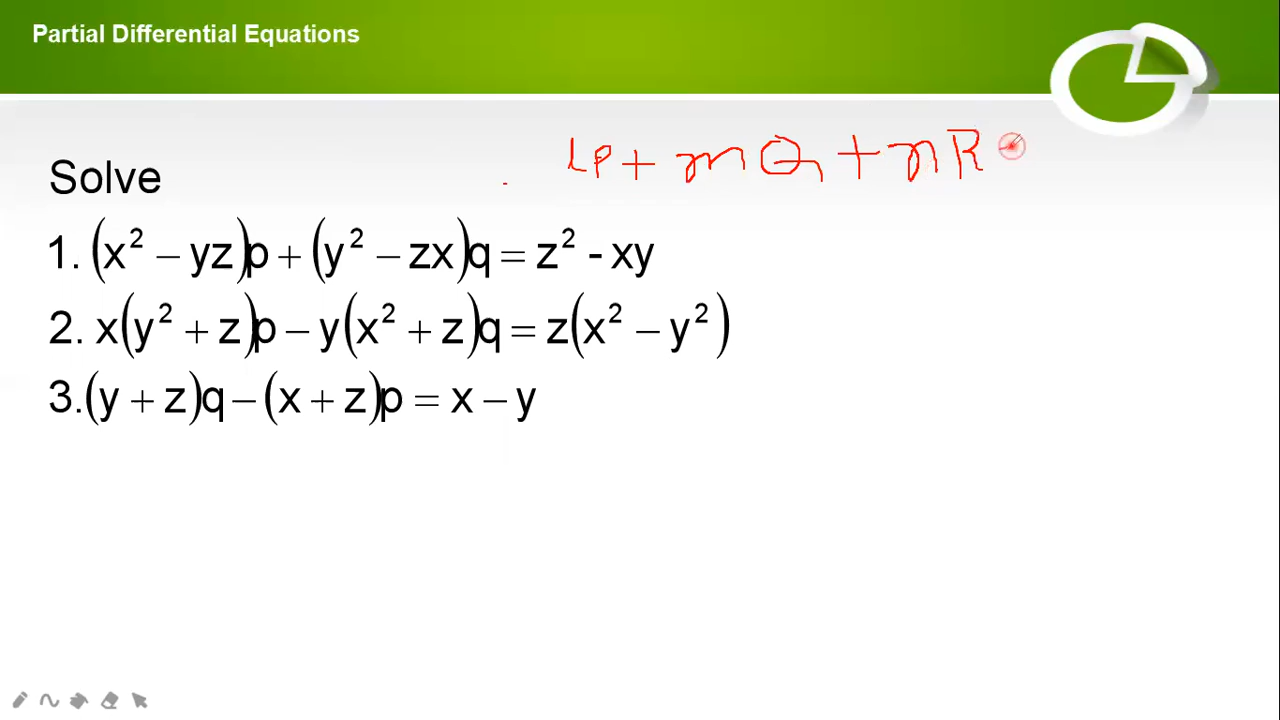 Partial Differential Equations
lP + mQ + nR
Solve
1. (x² − yz)p + (y² − zx)q = z² - xy
2. x(y² + z)p − y(x² + z)q = z(x² − y²)
3.(y + z)q − (x + z)p = x − y